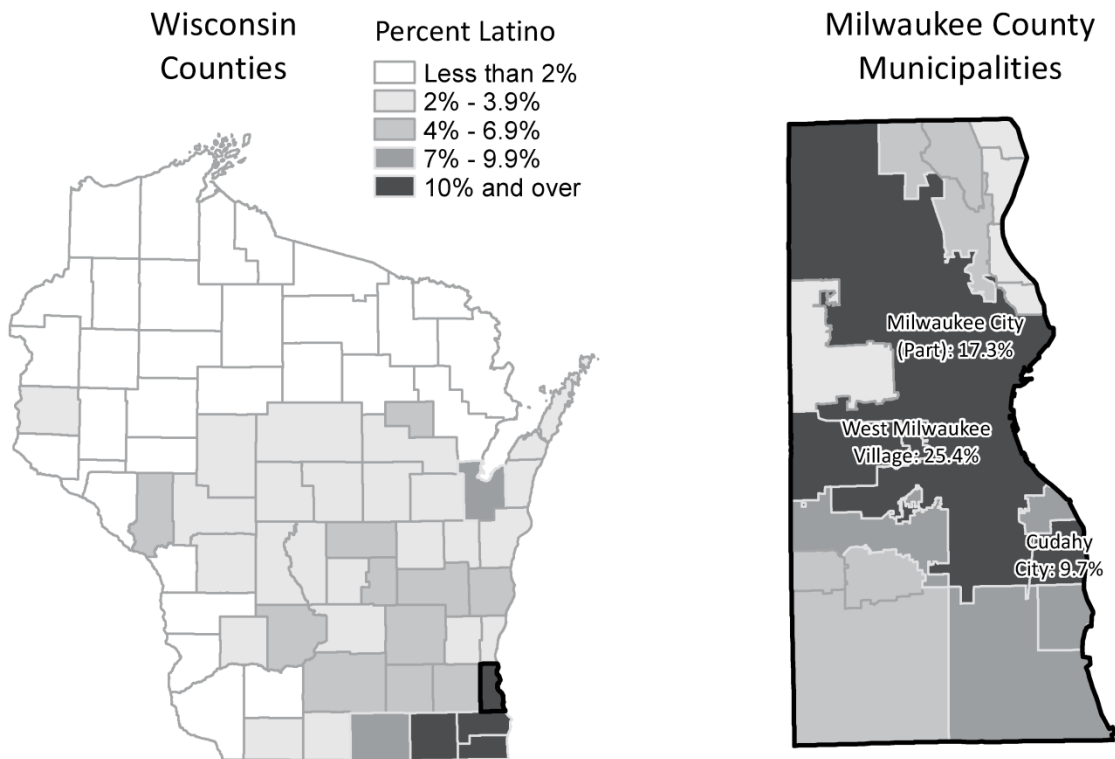 Wisconsin
Counties
Percent Latino
Less than 2%
2% - 3.9%
4% - 6.9%
7% - 9.9%
10% and over
Milwaukee County
Municipalities
Milwaukee City
(Part): 17.3%
West Milwaukee
Village: 25.4%
Cudahy
City: 9.7%